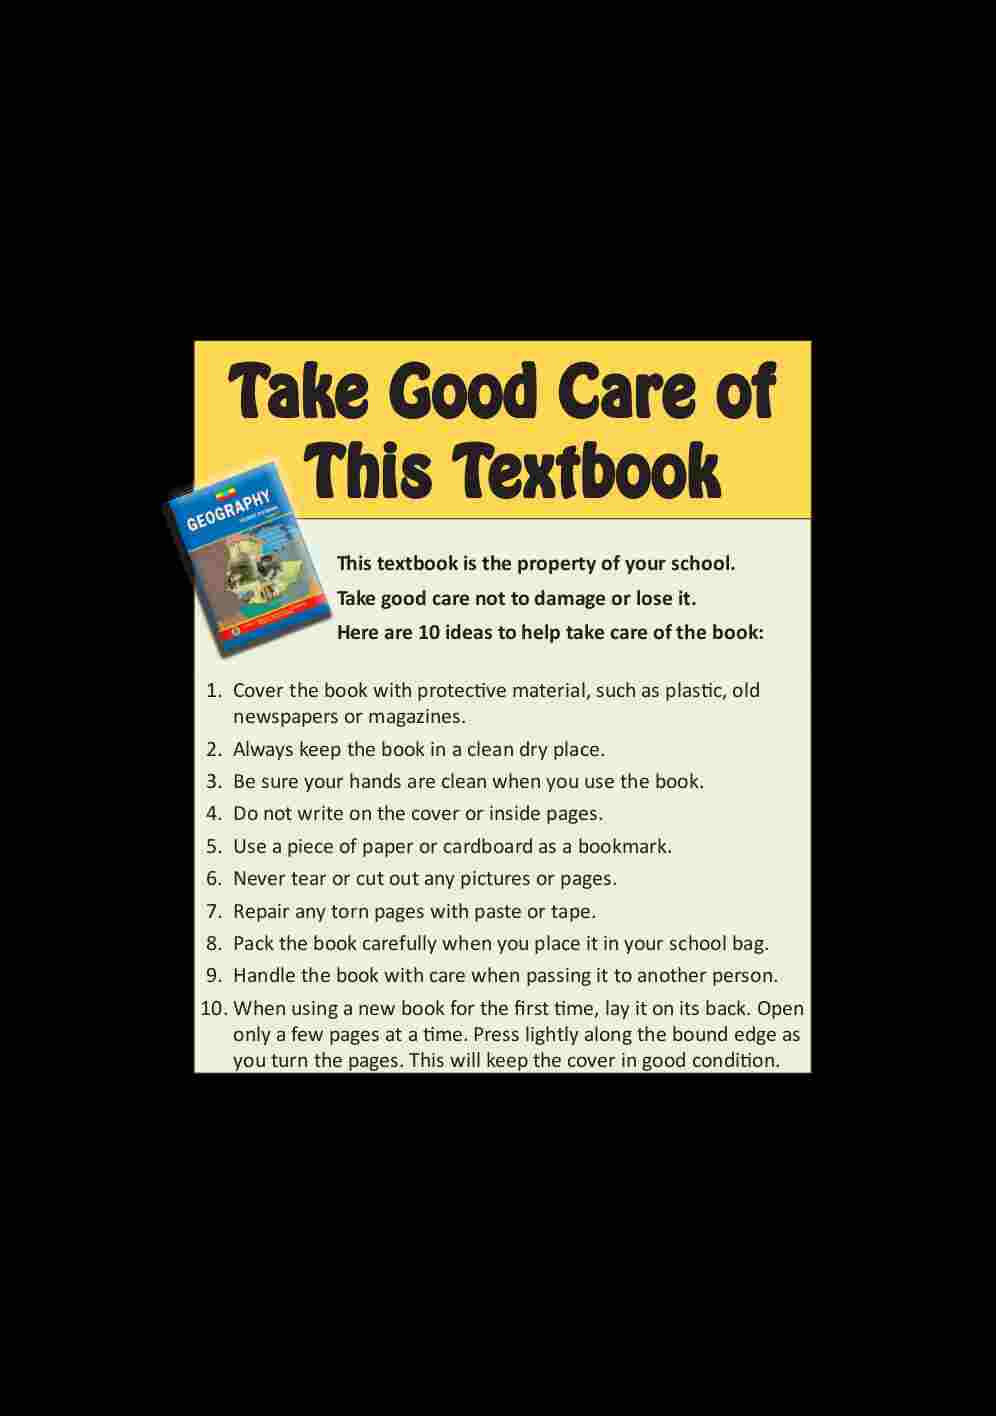 Take Good Care of
This Textbook
GEOGRAPHY
This textbook is the property of your school.
Take good care not to damage or lose it.
Here are 10 ideas to help take care of the book:
1. Cover the book with protective material, such as plastic, old
newspapers or magazines.
2. Always keep the book in a clean dry place.
3. Be sure your hands are clean when you use the book.
4. Do not write on the cover or inside pages.
5. Use a piece of paper or cardboard as a bookmark.
6. Never tear or cut out any pictures or pages.
7. Repair any torn pages with paste or tape.
8. Pack the book carefully when you place it in your school bag.
9. Handle the book with care when passing it to another person.
10. When using a new book for the first time, lay it on its back. Open
only a few pages at a time. Press lightly along the bound edge as
you turn the pages. This will keep the cover in good condition.